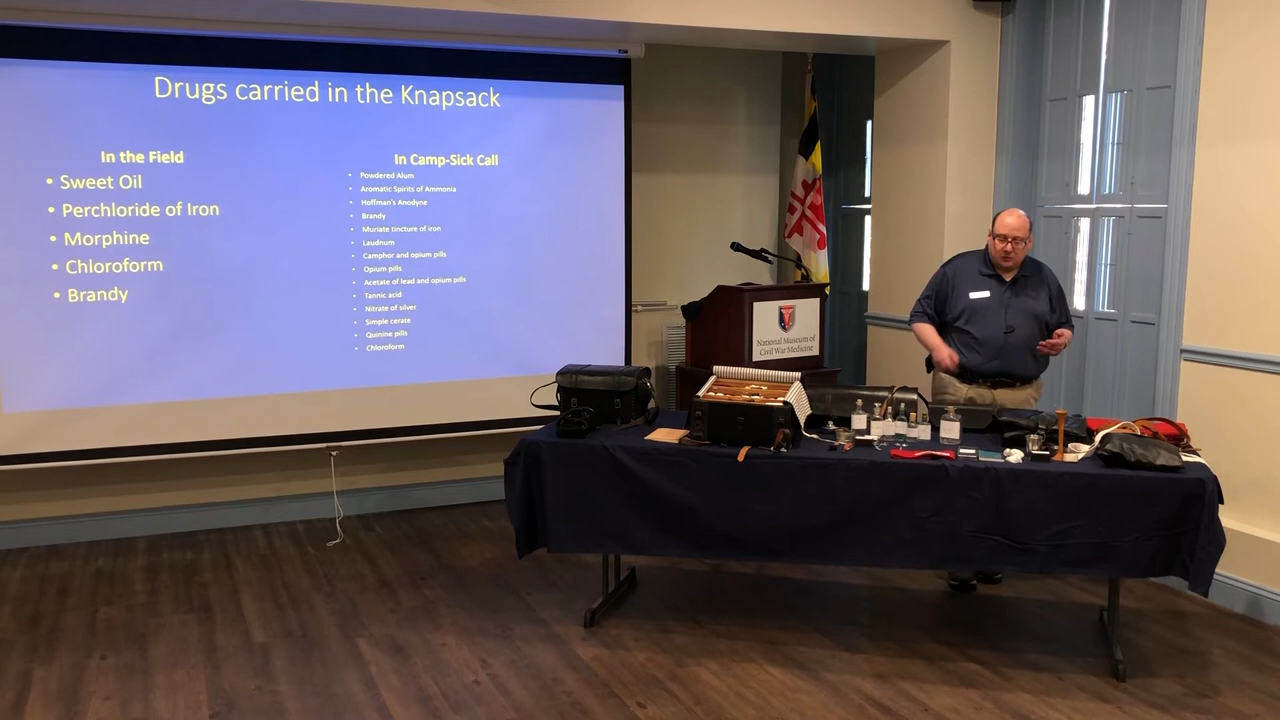 Drugs carried in the Knapsack
In the Field
• Sweet Oil
• Perchloride of Iron
• Morphine
• Chloroform
• Brandy
In Camp-Sick Call
• Powdered Alum
• Aromatic Spirits of Ammonia
• Hoffman's Anodyne
• Brandy
• Muriate tincture of iron
• Laudnum
• Camphor and opium pills
• Opium pills
• Acetate of lead and opium pills
• Tannic acid
• Nitrate of silver
• Simple cerate
• Quinine pills
• Chloroform
National Museum of
Civil War Medicine